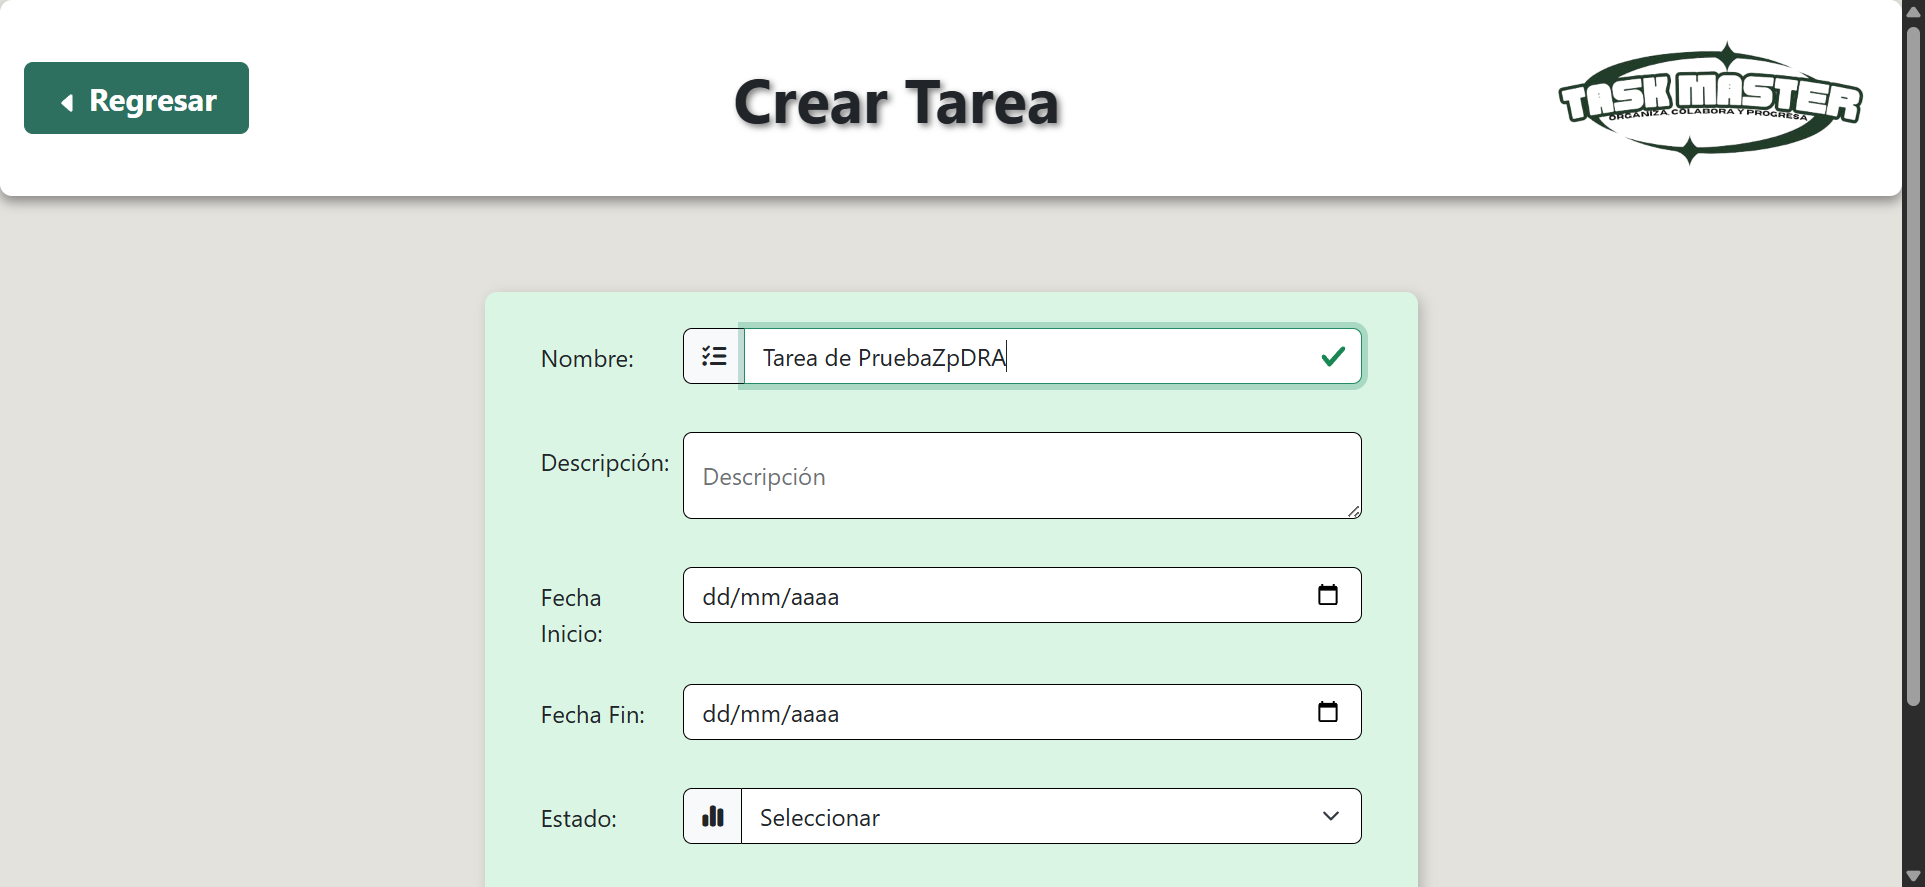 Regresar
Crear Tarea
TASK MASTER
ORGANIZA, COLABORA Y PROGRESA
Nombre:
Tarea de PruebaZpDRA
Descripción:
Descripción
Fecha
Inicio:
dd/mm/aaaa
Fecha Fin:
dd/mm/aaaa
Estado:
Seleccionar